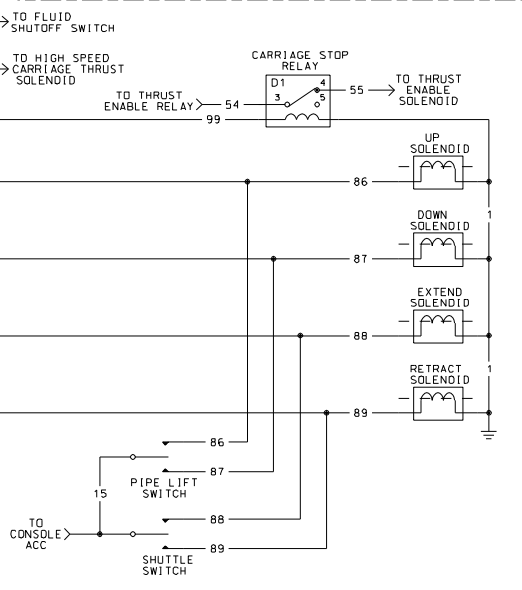 TO FLUID
SHUTOFF SWITCH
TO HIGH SPEED
CARRIAGE THRUST
SOLENOID
CARRIAGE STOP
RELAY
D1
4
3
5
TO THRUST
ENABLE RELAY
54
55
TO THRUST
ENABLE
SOLENOID
99
UP
SOLENOID
86
1
DOWN
SOLENOID
87
EXTEND
SOLENOID
88
1
RETRACT
SOLENOID
89
86
87
PIPE LIFT
SWITCH
15
88
TO
CONSOLE
ACC
89
SHUTTLE
SWITCH